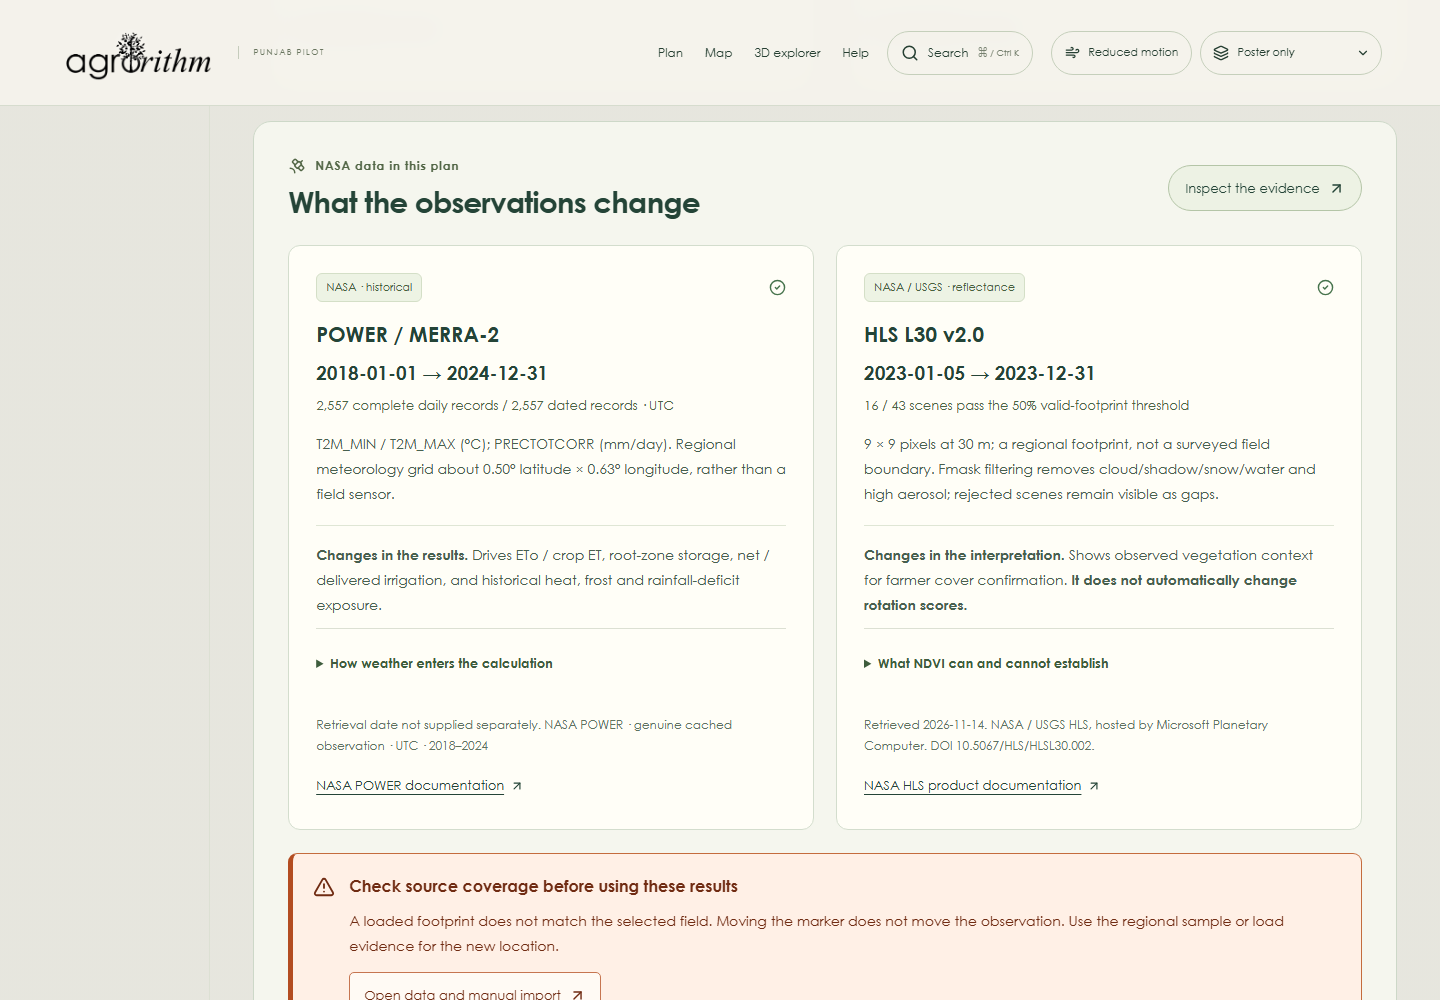 agrorithm
PUNJAB PILOT
Plan
Map
3D explorer
Help
Search
⌘ / Ctrl K
Reduced motion
Poster only
NASA data in this plan
What the observations change
Inspect the evidence
NASA · historical
POWER / MERRA-2
2018-01-01 → 2024-12-31
2,557 complete daily records / 2,557 dated records · UTC
T2M_MIN / T2M_MAX (°C); PRECTOTCORR (mm/day). Regional
meteorology grid about 0.50° latitude × 0.63° longitude, rather than a
field sensor.
Changes in the results. Drives ETo / crop ET, root-zone storage, net /
delivered irrigation, and historical heat, frost and rainfall-deficit
exposure.
How weather enters the calculation
Retrieval date not supplied separately. NASA POWER · genuine cached
observation · UTC · 2018–2024
NASA POWER documentation
NASA / USGS · reflectance
HLS L30 v2.0
2023-01-05 → 2023-12-31
16 / 43 scenes pass the 50% valid-footprint threshold
9 × 9 pixels at 30 m; a regional footprint, not a surveyed field
boundary. Fmask filtering removes cloud/shadow/snow/water and
high aerosol; rejected scenes remain visible as gaps.
Changes in the interpretation. Shows observed vegetation context
for farmer cover confirmation. It does not automatically change
rotation scores.
What NDVI can and cannot establish
Retrieved 2026-11-14. NASA / USGS HLS, hosted by Microsoft Planetary
Computer. DOI 10.5067/HLS/HLSL30.002.
NASA HLS product documentation
Check source coverage before using these results
A loaded footprint does not match the selected field. Moving the marker does not move the observation. Use the regional sample or load
evidence for the new location.
Open data and manual import